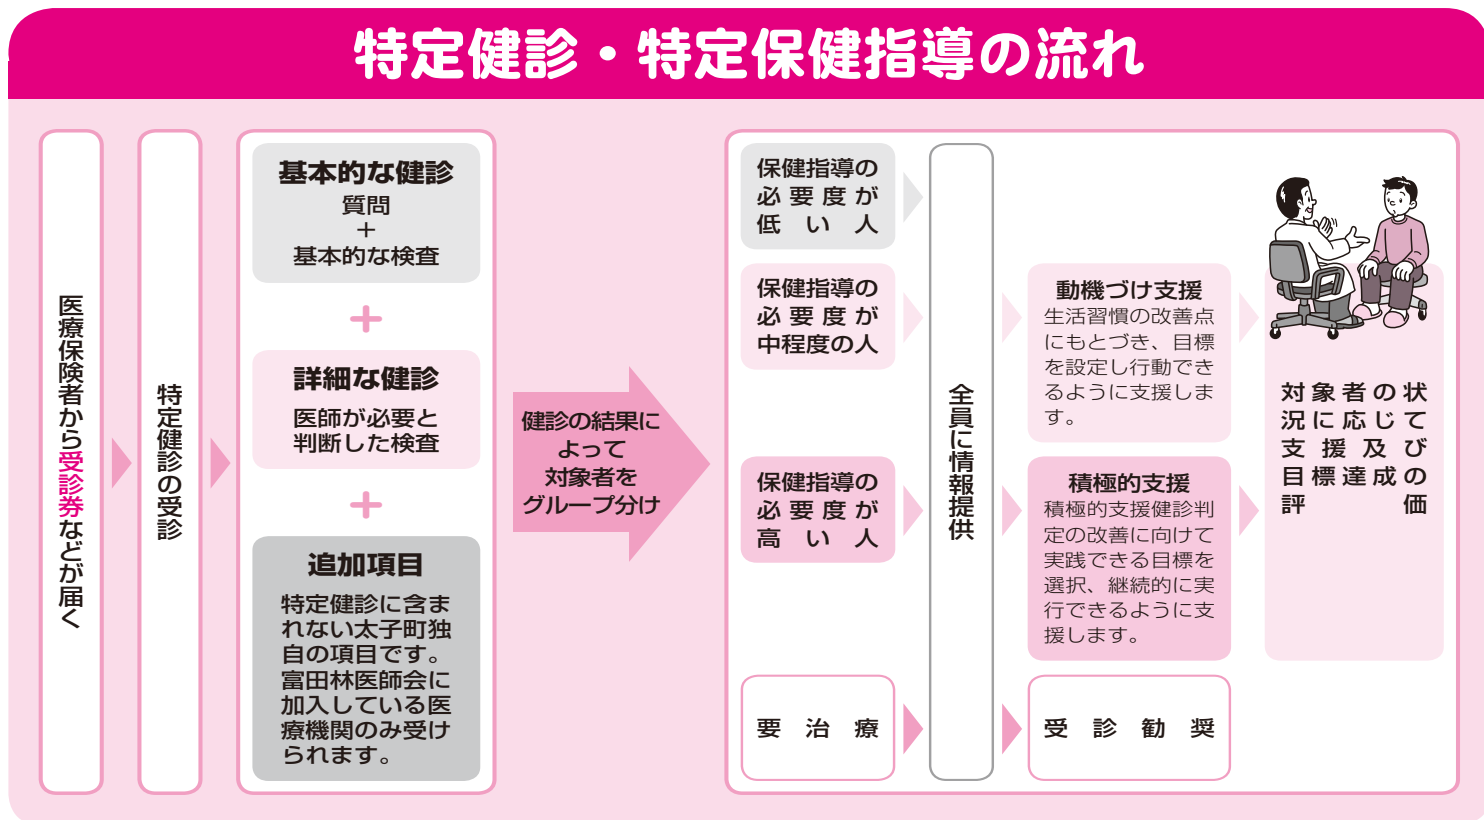 特定健診・特定保健指導の流れ
医療保険者から受診券などが届く
特定健診の受診
基本的な健診
質問
+
基本的な検査
+
詳細な健診
医師が必要と
判断した検査
+
追加項目
特定健診に含ま
れない太子町独
自の項目です。
富田林医師会に
加入している医
療機関のみ受け
られます。
健診の結果に
よって
対象者を
グループ分け
保健指導の
必要度が
低い人
保健指導の
必要度が
中程度の人
保健指導の
必要度が
高い人
要治療
全員に情報提供
動機づけ支援
生活習慣の改善点
にもとづき、目標
を設定し行動でき
るように支援しま
す。
積極的支援
積極的支援健診判
定の改善に向けて
実践できる目標を
選択、継続的に実
行できるように支
援します。
受診勧奨
対象者の状
況に応じて
支援及び
目標達成の
評価